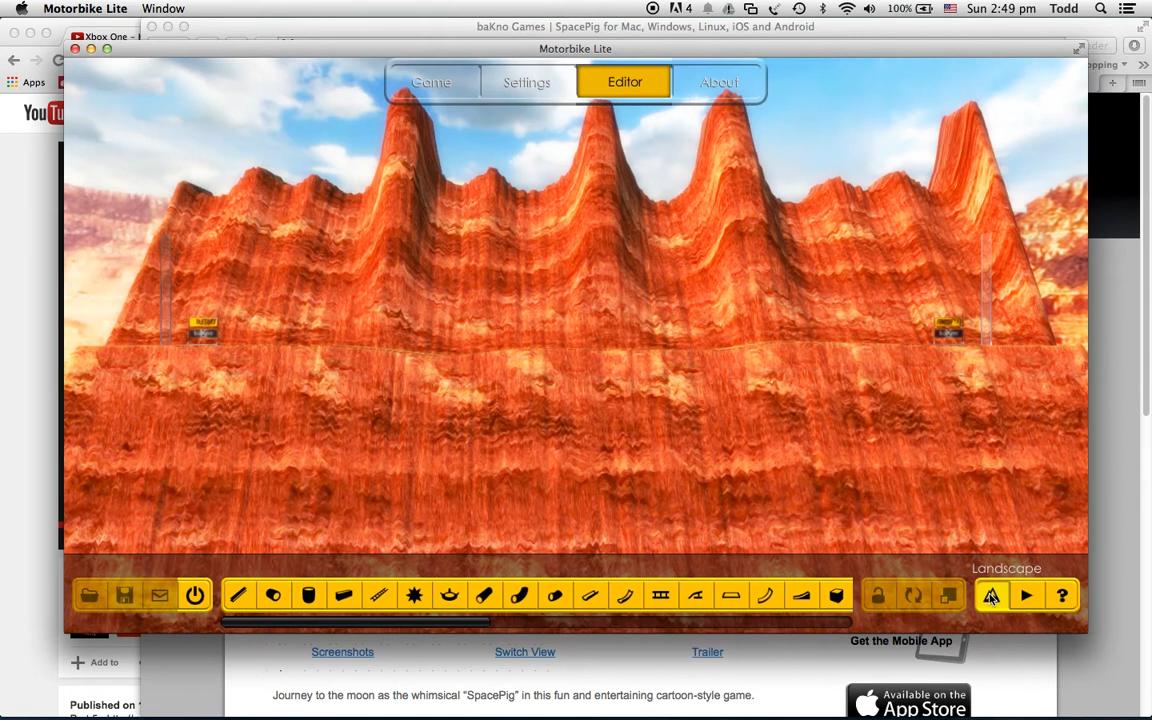 Motorbike Lite Window 4 100% Sun 2:49 pm Todd
baKno Games | SpacePig for Mac, Windows, Linux, iOS and Android
Xbox One –
Motorbike Lite
Apps
You
Game Settings Editor About
Landscape
Screenshots Switch View Trailer
Get the Mobile App
Add to
Journey to the moon as the whimsical "SpacePig" in this fun and entertaining cartoon-style game.
Published on
Available on the
App Store